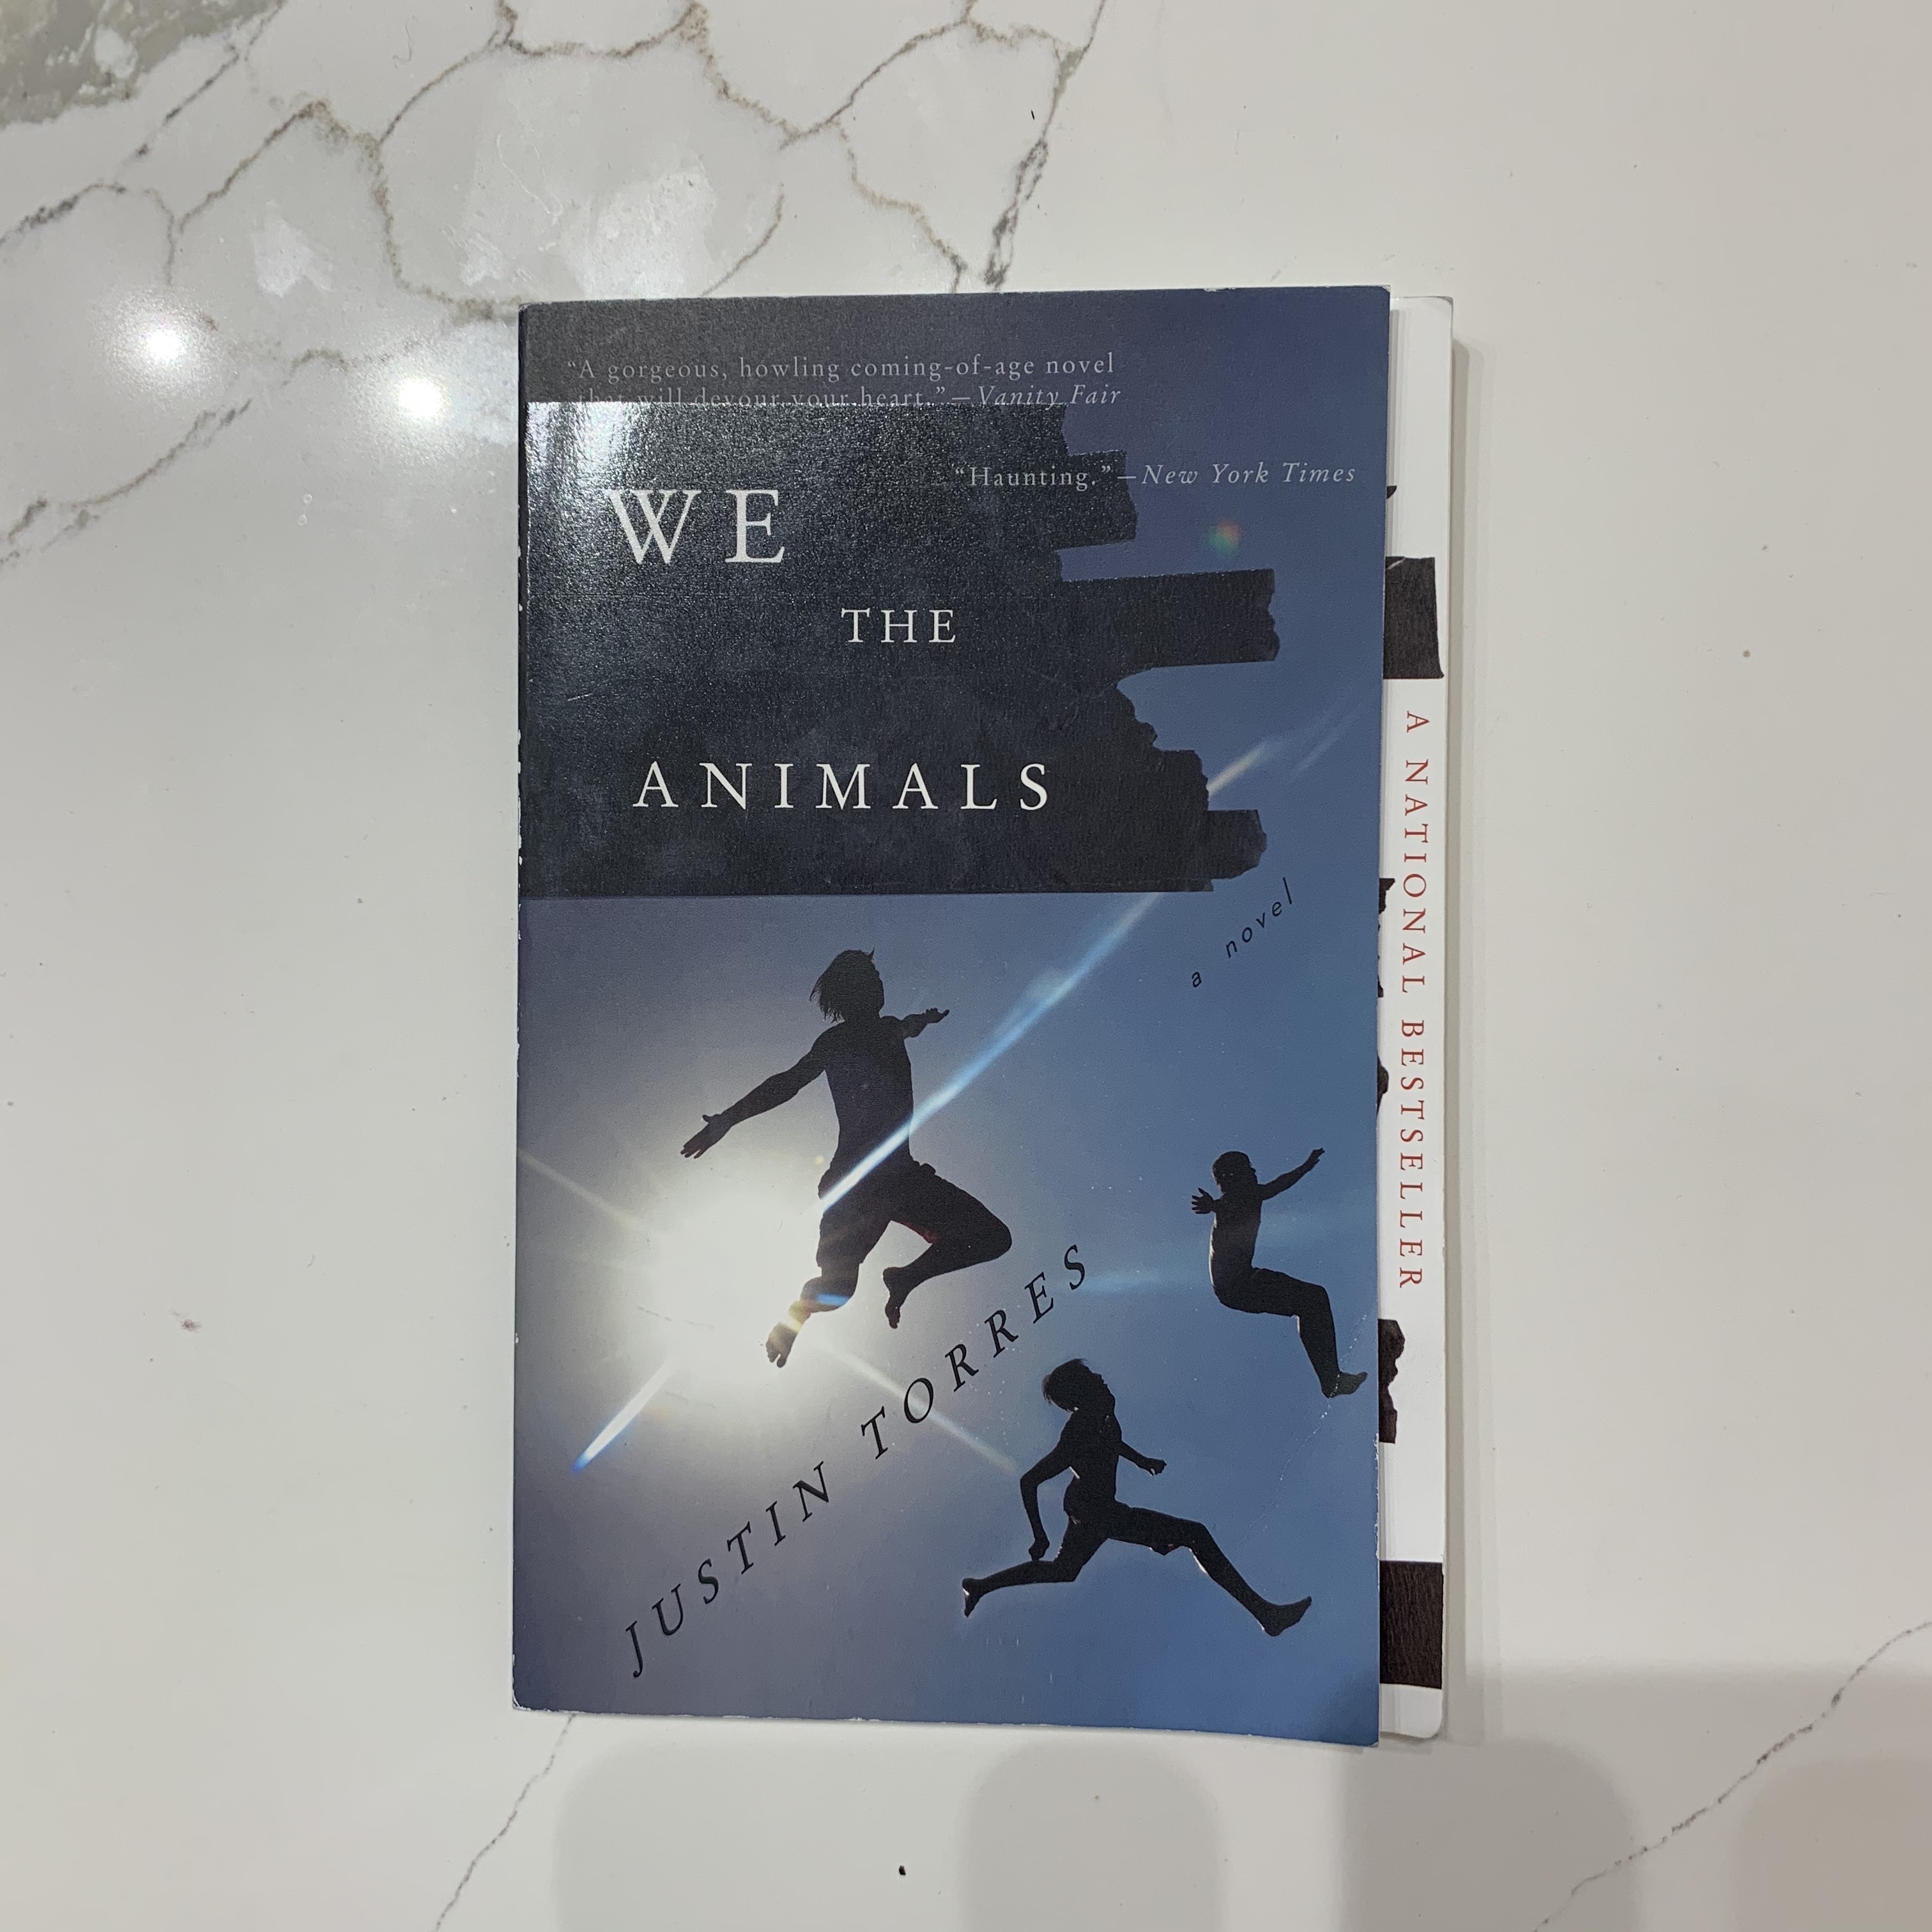 “A gorgeous, howling coming-of-age novel
that will devour your heart.” —Vanity Fair
“Haunting.” —New York Times
WE
THE
ANIMALS
a novel
JUSTIN TORRES
A NATIONAL BESTSELLER